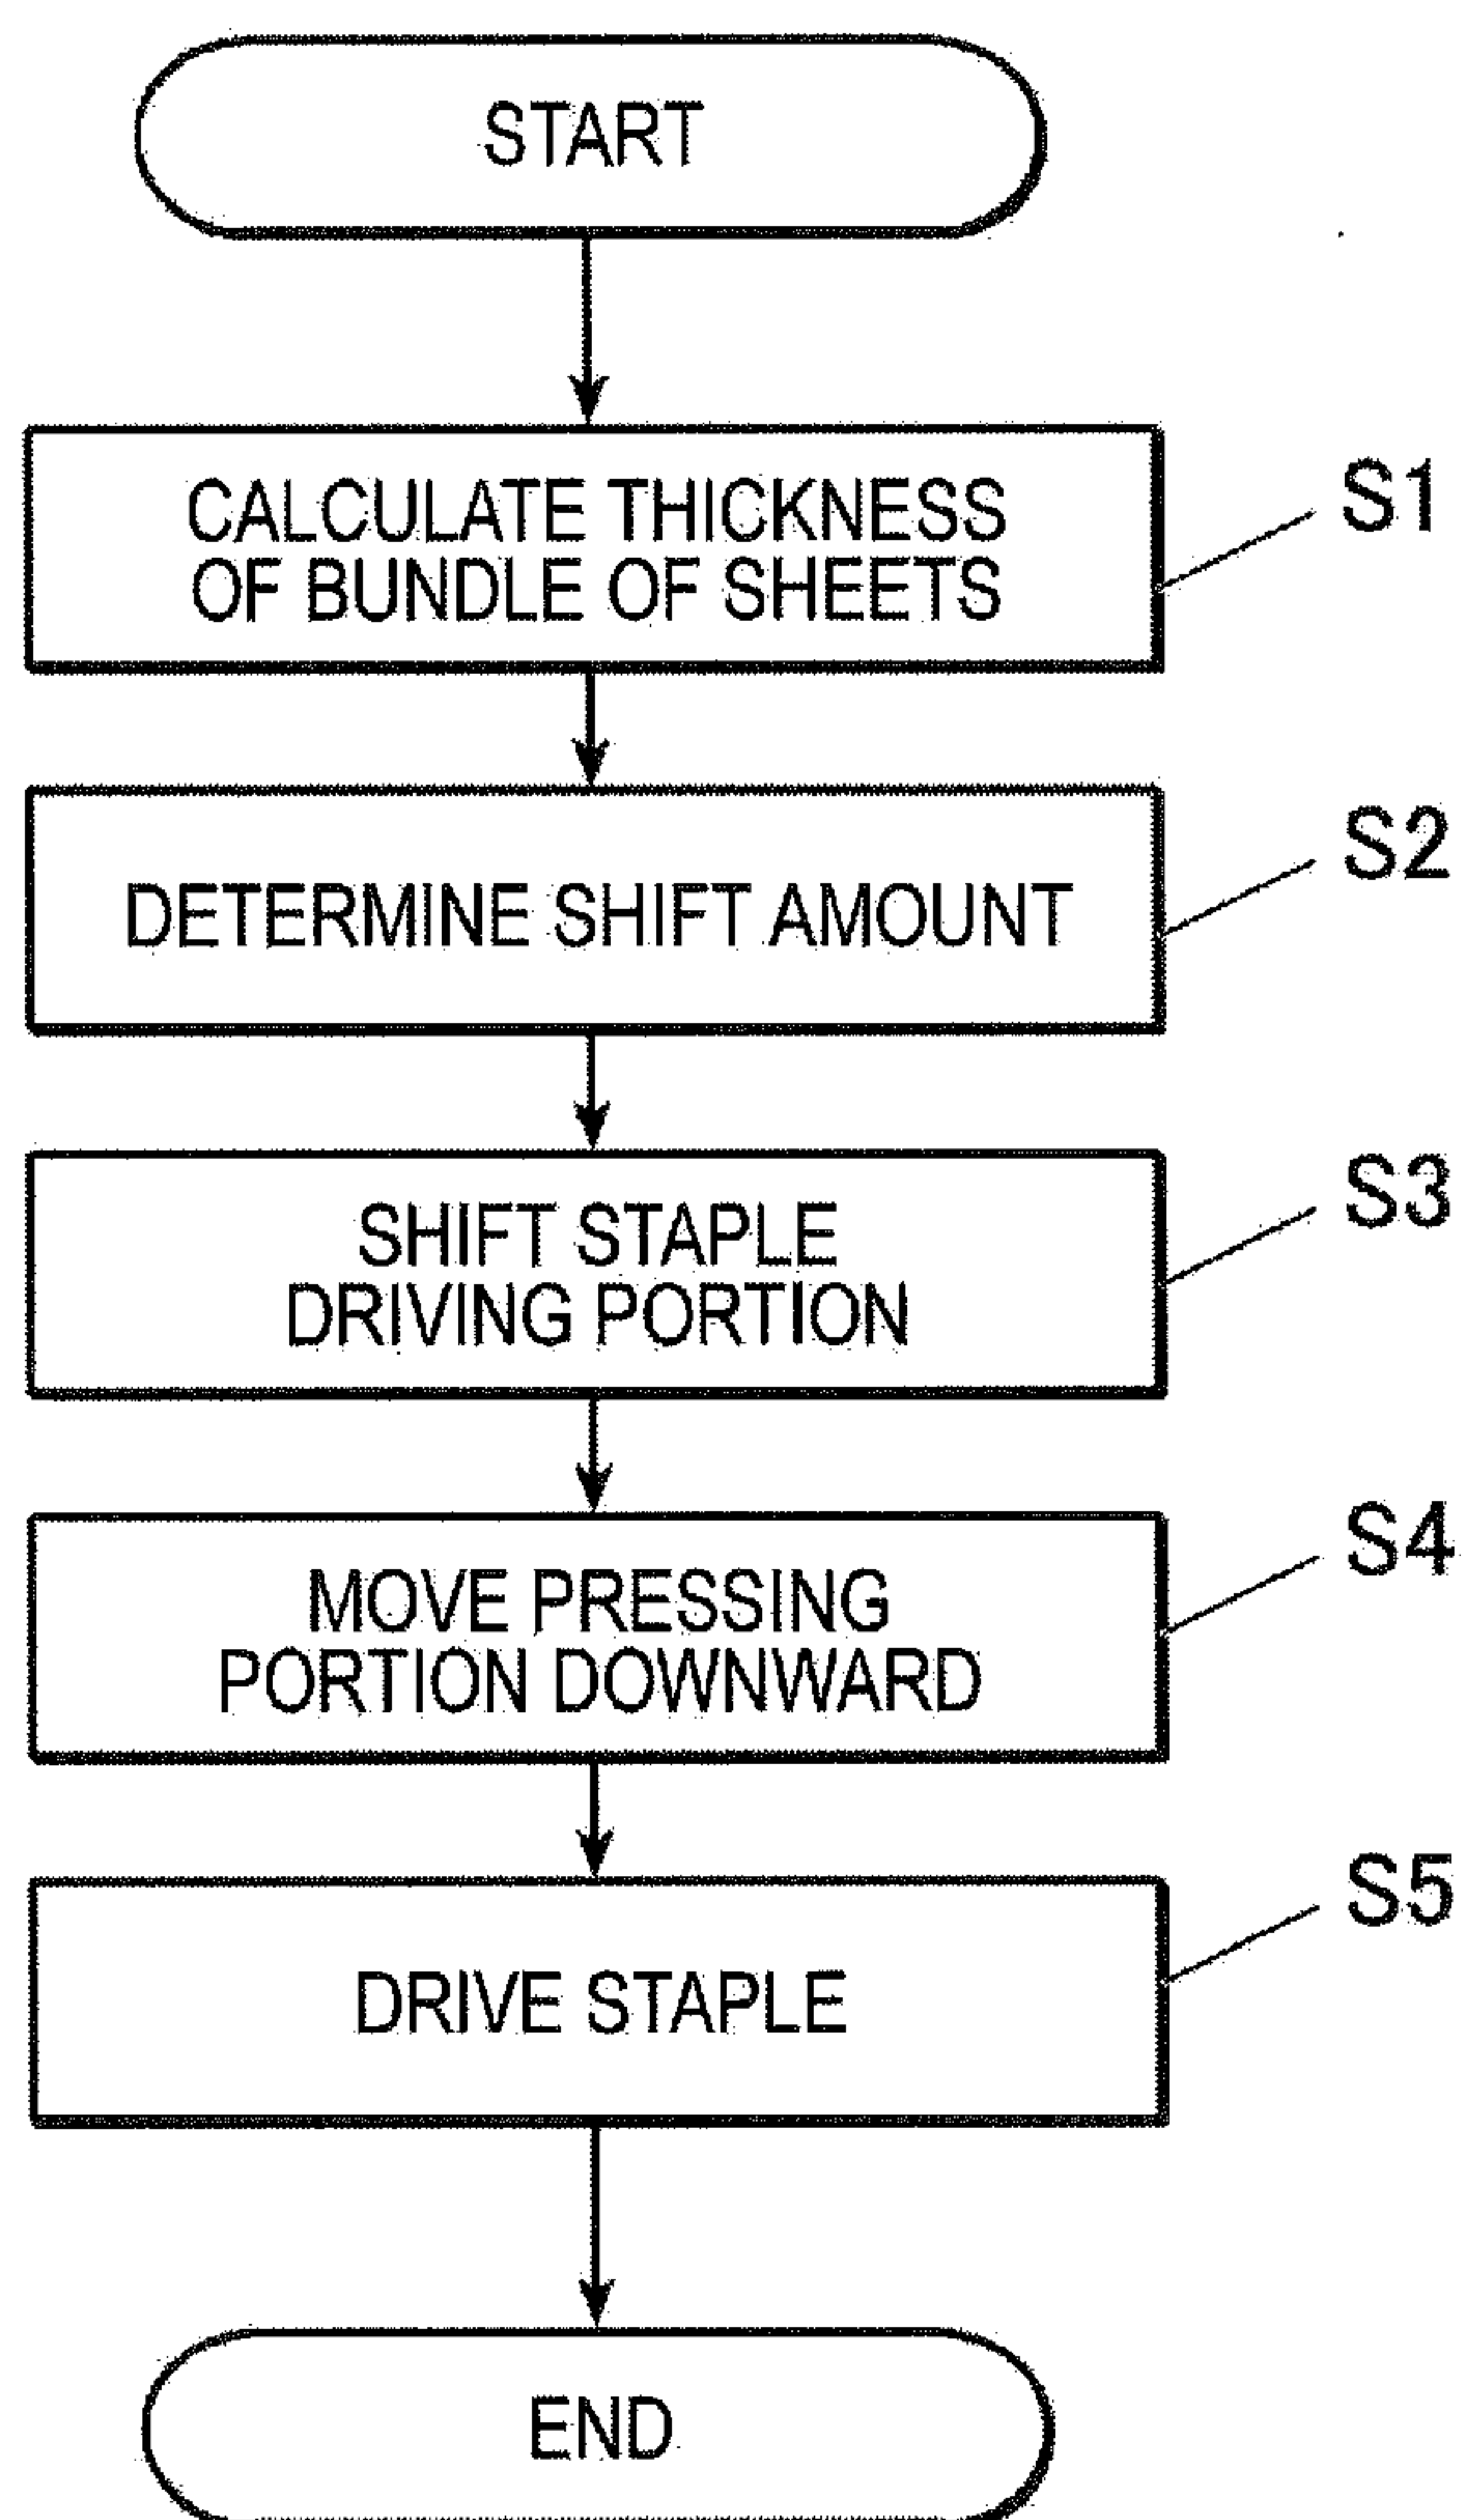 START
CALCULATE THICKNESS
OF BUNDLE OF SHEETS
S1
DETERMINE SHIFT AMOUNT
S2
SHIFT STAPLE
DRIVING PORTION
S3
MOVE PRESSING
PORTION DOWNWARD
S4
DRIVE STAPLE
S5
END